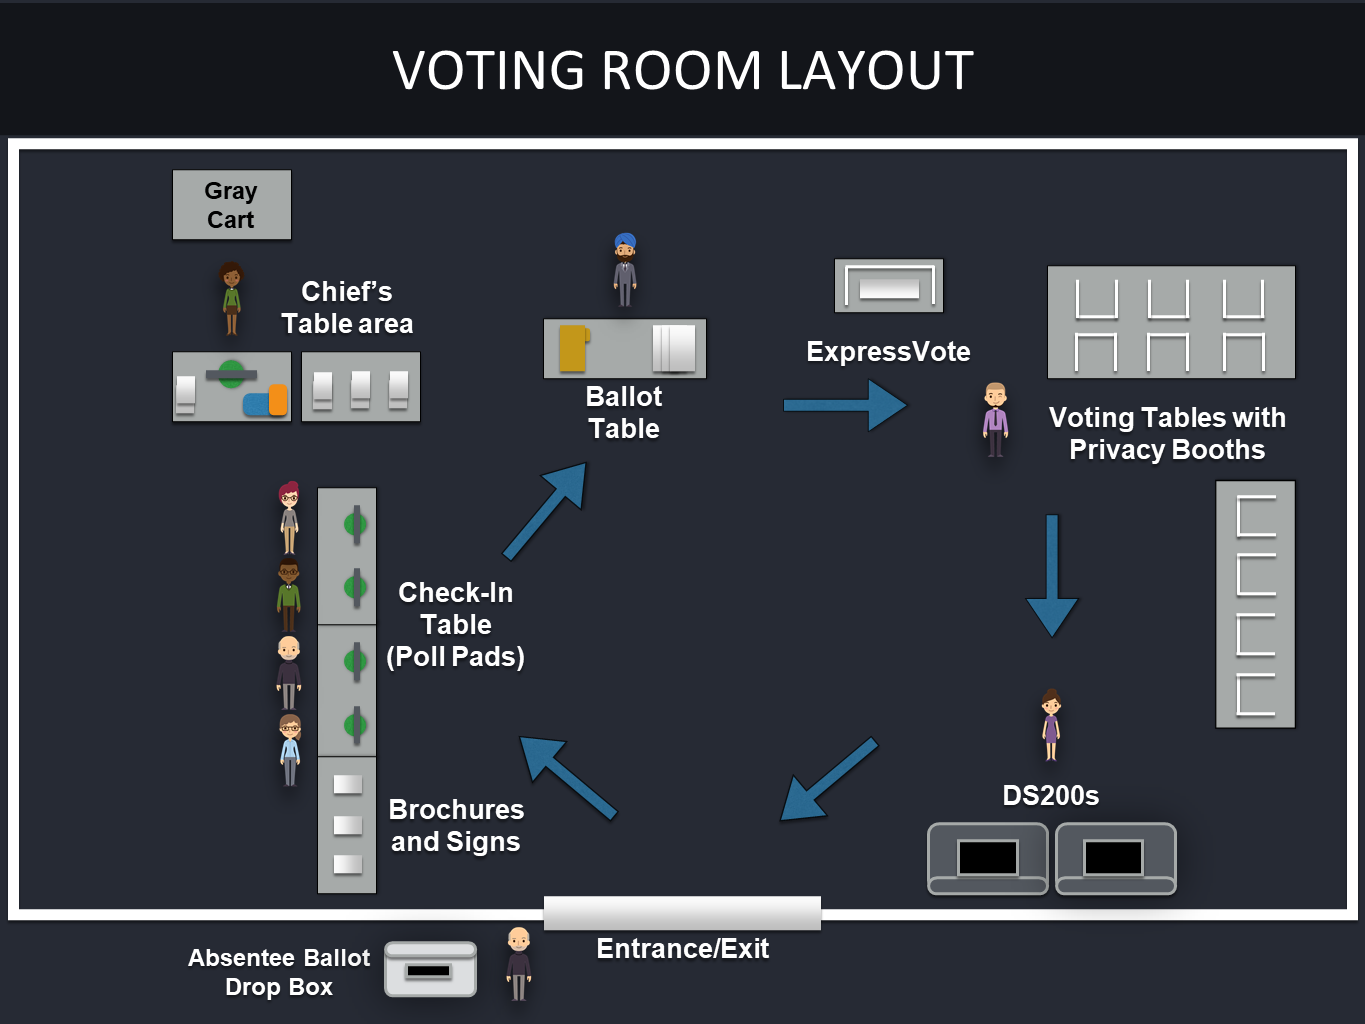 VOTING ROOM LAYOUT
Gray
Cart
Chief’s
Table area
Ballot
Table
ExpressVote
Voting Tables with
Privacy Booths
Check-In
Table
(Poll Pads)
Brochures
and Signs
DS200s
Entrance/Exit
Absentee Ballot
Drop Box